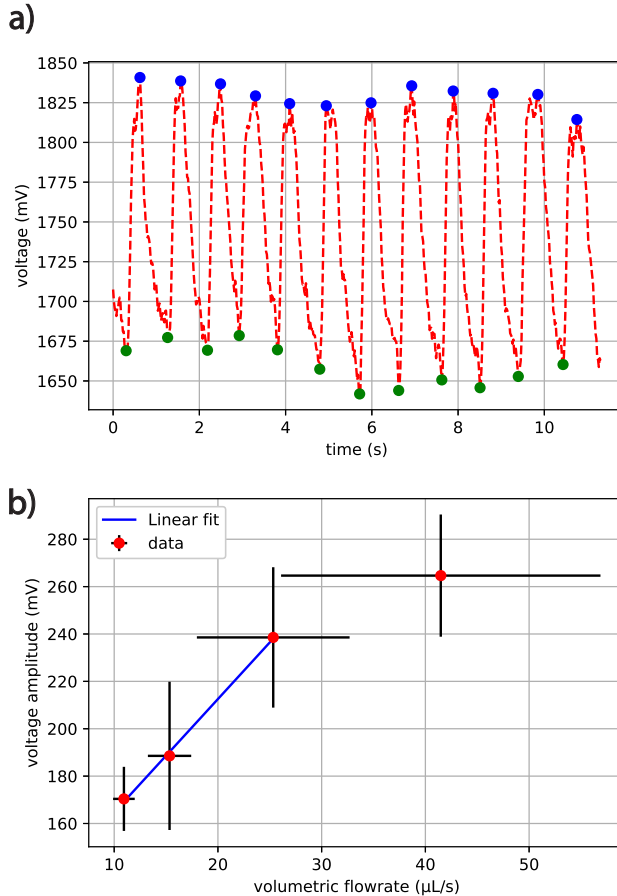 a)
1850
1825
1800
1775
1750
1725
1700
1675
1650
voltage (mV)
0 2 4 6 8 10
time (s)
b)
Linear fit
data
280
260
240
220
200
180
160
voltage amplitude (mV)
10 20 30 40 50
volumetric flowrate (μL/s)